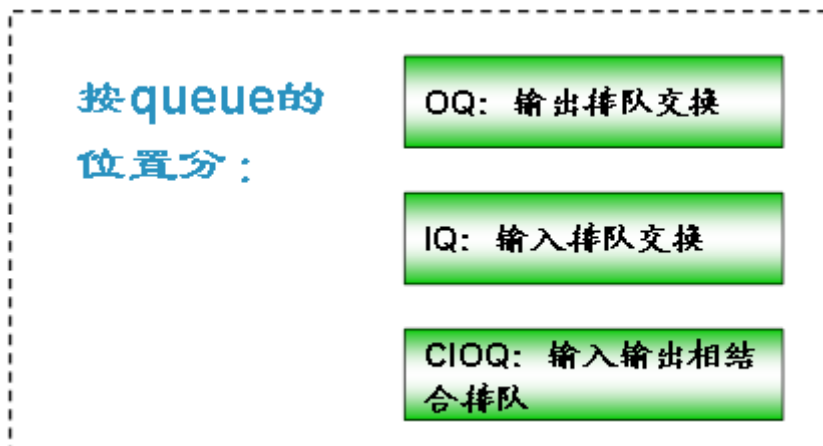 按queue的
位置分：
OQ: 输出排队交换
IQ: 输入排队交换
CIOQ: 输入输出相结
合排队